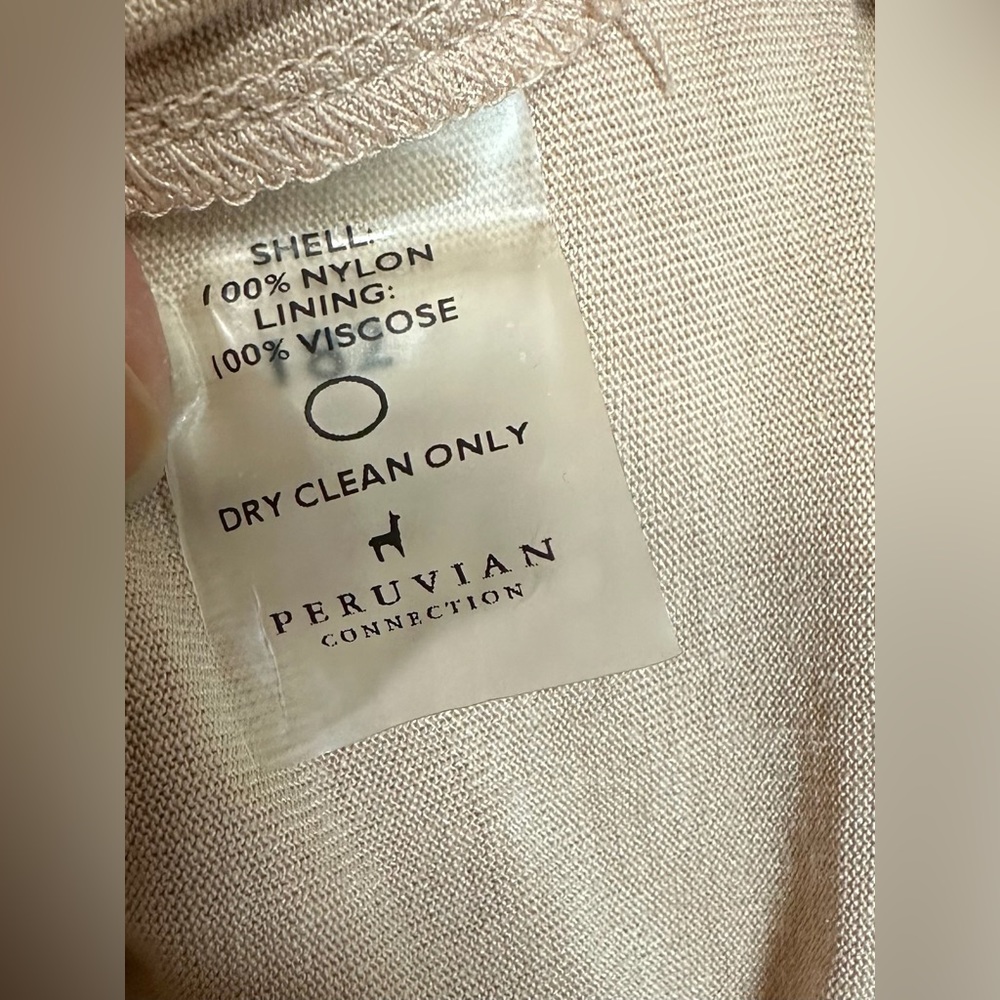 SHELL:
100% NYLON
LINING:
100% VISCOSE
DRY CLEAN ONLY
PERUVIAN
CONNECTION